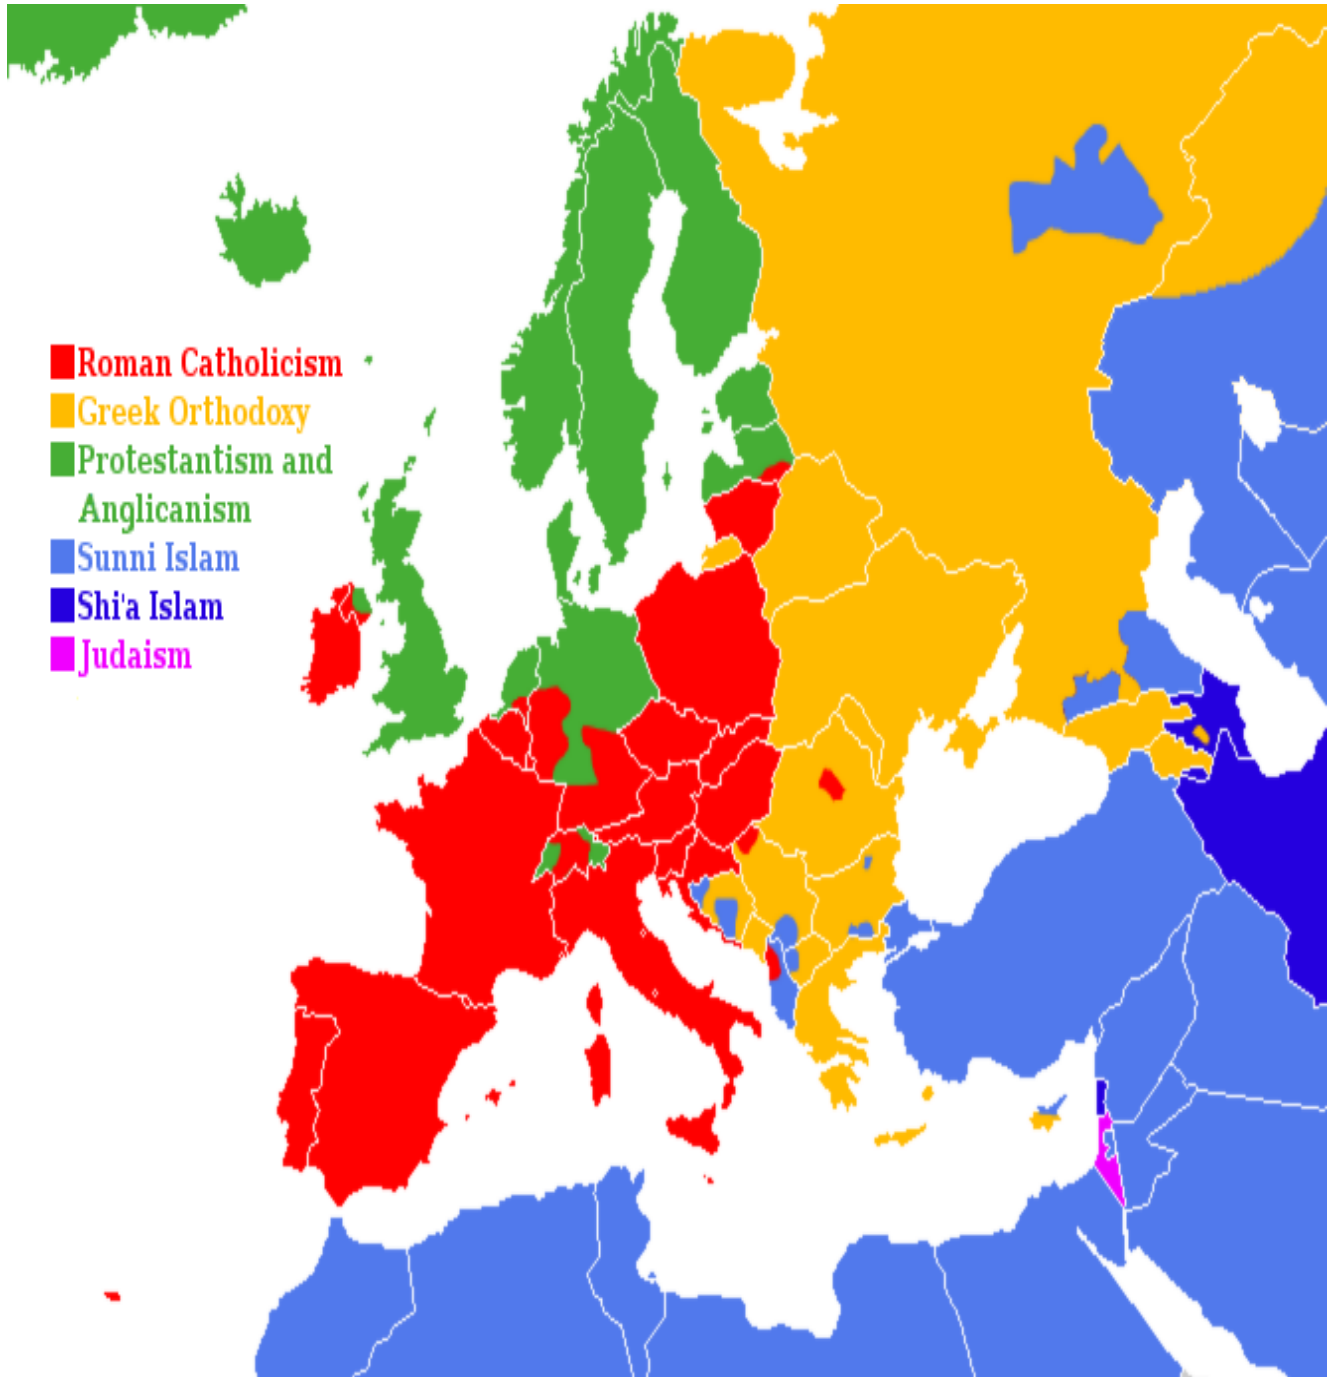 Roman Catholicism
Greek Orthodoxy
Protestantism and
Anglicanism
Sunni Islam
Shi'a Islam
Judaism